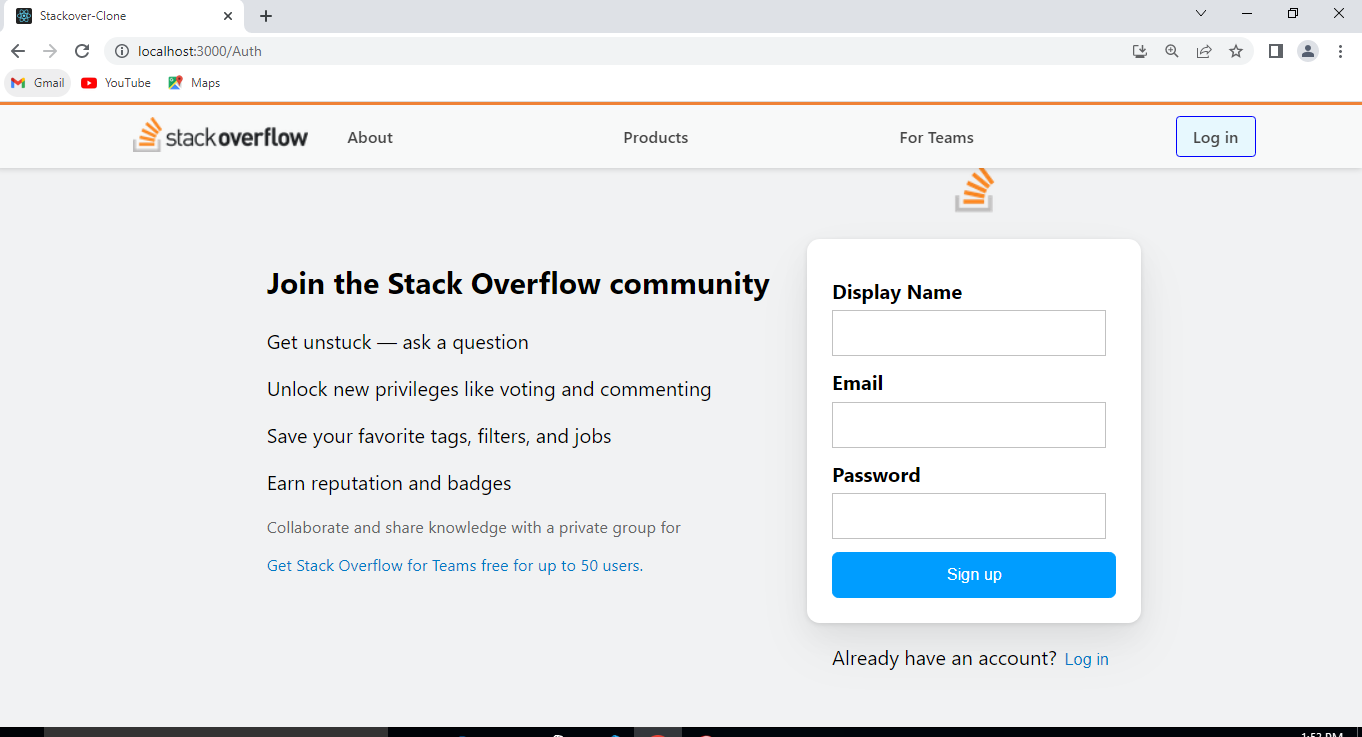 Stackover-Clone
localhost:3000/Auth
Gmail YouTube Maps
stackoverflow About Products For Teams Log in
Join the Stack Overflow community
Get unstuck — ask a question
Unlock new privileges like voting and commenting
Save your favorite tags, filters, and jobs
Earn reputation and badges
Collaborate and share knowledge with a private group for
Get Stack Overflow for Teams free for up to 50 users.
Display Name
Email
Password
Sign up
Already have an account? Log in
1:52 PM